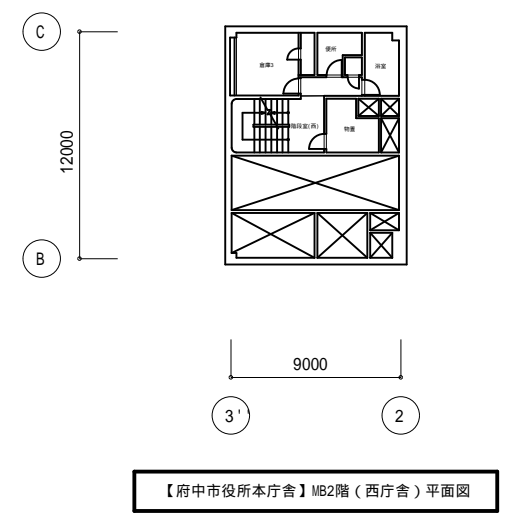 C
倉庫3
便所
浴室
12000
階段室(西)
物置
B
9000
3''
2
【府中市役所本庁舎】MB2階（西庁舎）平面図